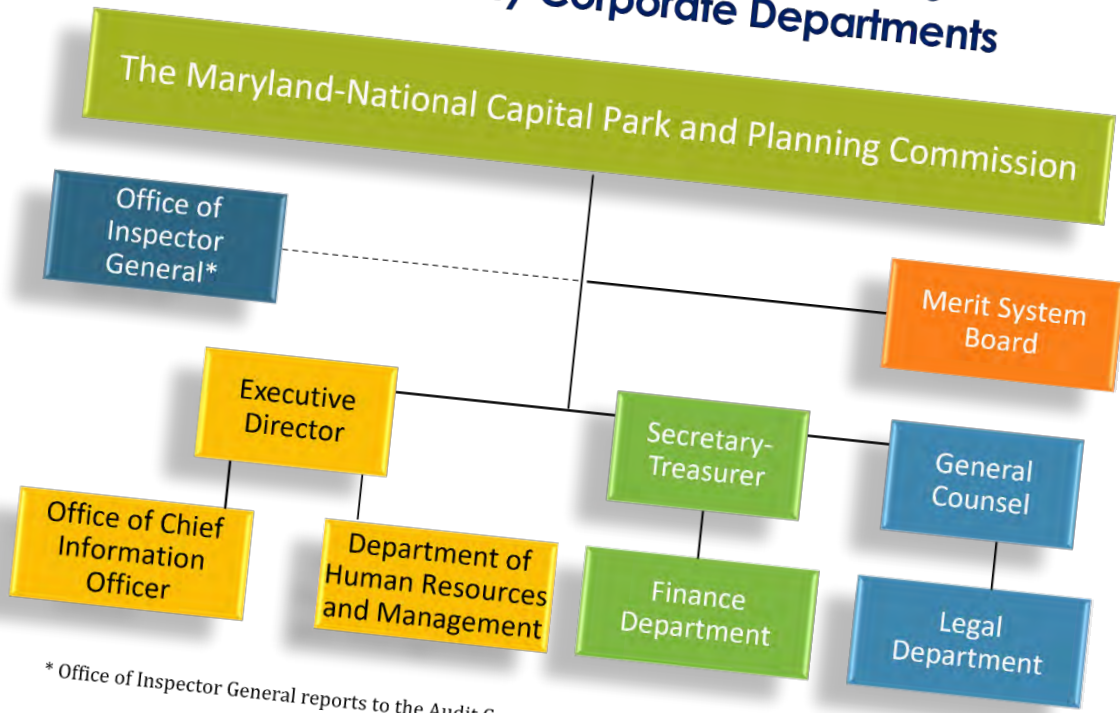 Corporate Departments
The Maryland-National Capital Park and Planning Commission
Office of
Inspector
General*
Merit System
Board
Executive
Director
Secretary-
Treasurer
General
Counsel
Office of Chief
Information
Officer
Department of
Human Resources
and Management
Finance
Department
Legal
Department
* Office of Inspector General reports to the Audit